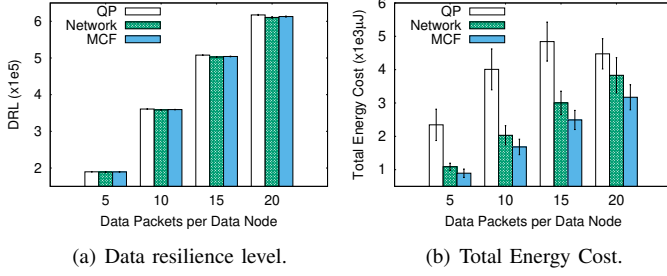 QP
Network
MCF
DRL (x1e5)
6
5
4
3
2
5 10 15 20
Data Packets per Data Node
(a) Data resilience level.
QP
Network
MCF
Total Energy Cost (x1e3μJ)
6
5
4
3
2
1
5 10 15 20
Data Packets per Data Node
(b) Total Energy Cost.